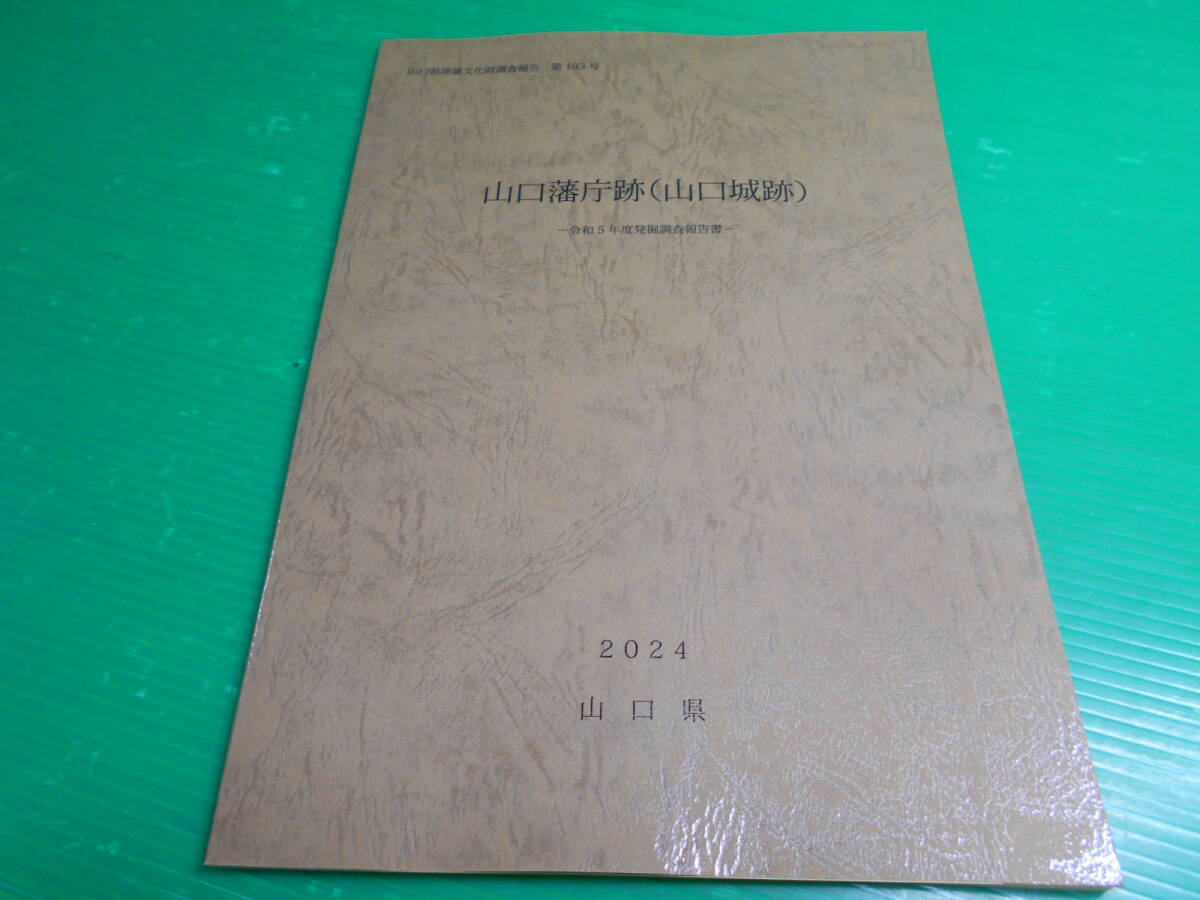 山口県埋蔵文化財調査報告　第193号
山口藩庁跡（山口城跡）
－令和５年度発掘調査報告書－
２０２４
山　口　県